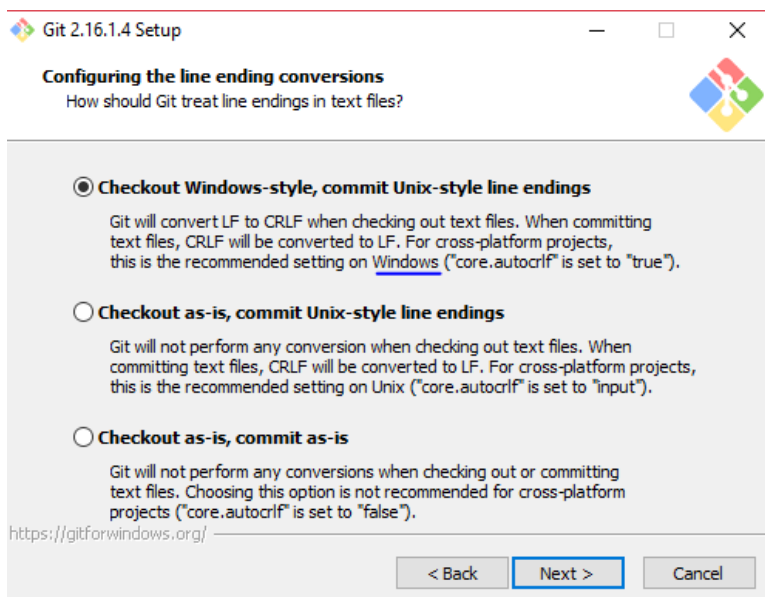 Git 2.16.1.4 Setup
Configuring the line ending conversions
How should Git treat line endings in text files?
Checkout Windows-style, commit Unix-style line endings
Git will convert LF to CRLF when checking out text files. When committing
text files, CRLF will be converted to LF. For cross-platform projects,
this is the recommended setting on Windows ("core.autocrlf" is set to "true").
Checkout as-is, commit Unix-style line endings
Git will not perform any conversion when checking out text files. When
committing text files, CRLF will be converted to LF. For cross-platform projects,
this is the recommended setting on Unix ("core.autocrlf" is set to "input").
Checkout as-is, commit as-is
Git will not perform any conversions when checking out or committing
text files. Choosing this option is not recommended for cross-platform
projects ("core.autocrlf" is set to "false").
https://gitforwindows.org/
< Back
Next >
Cancel